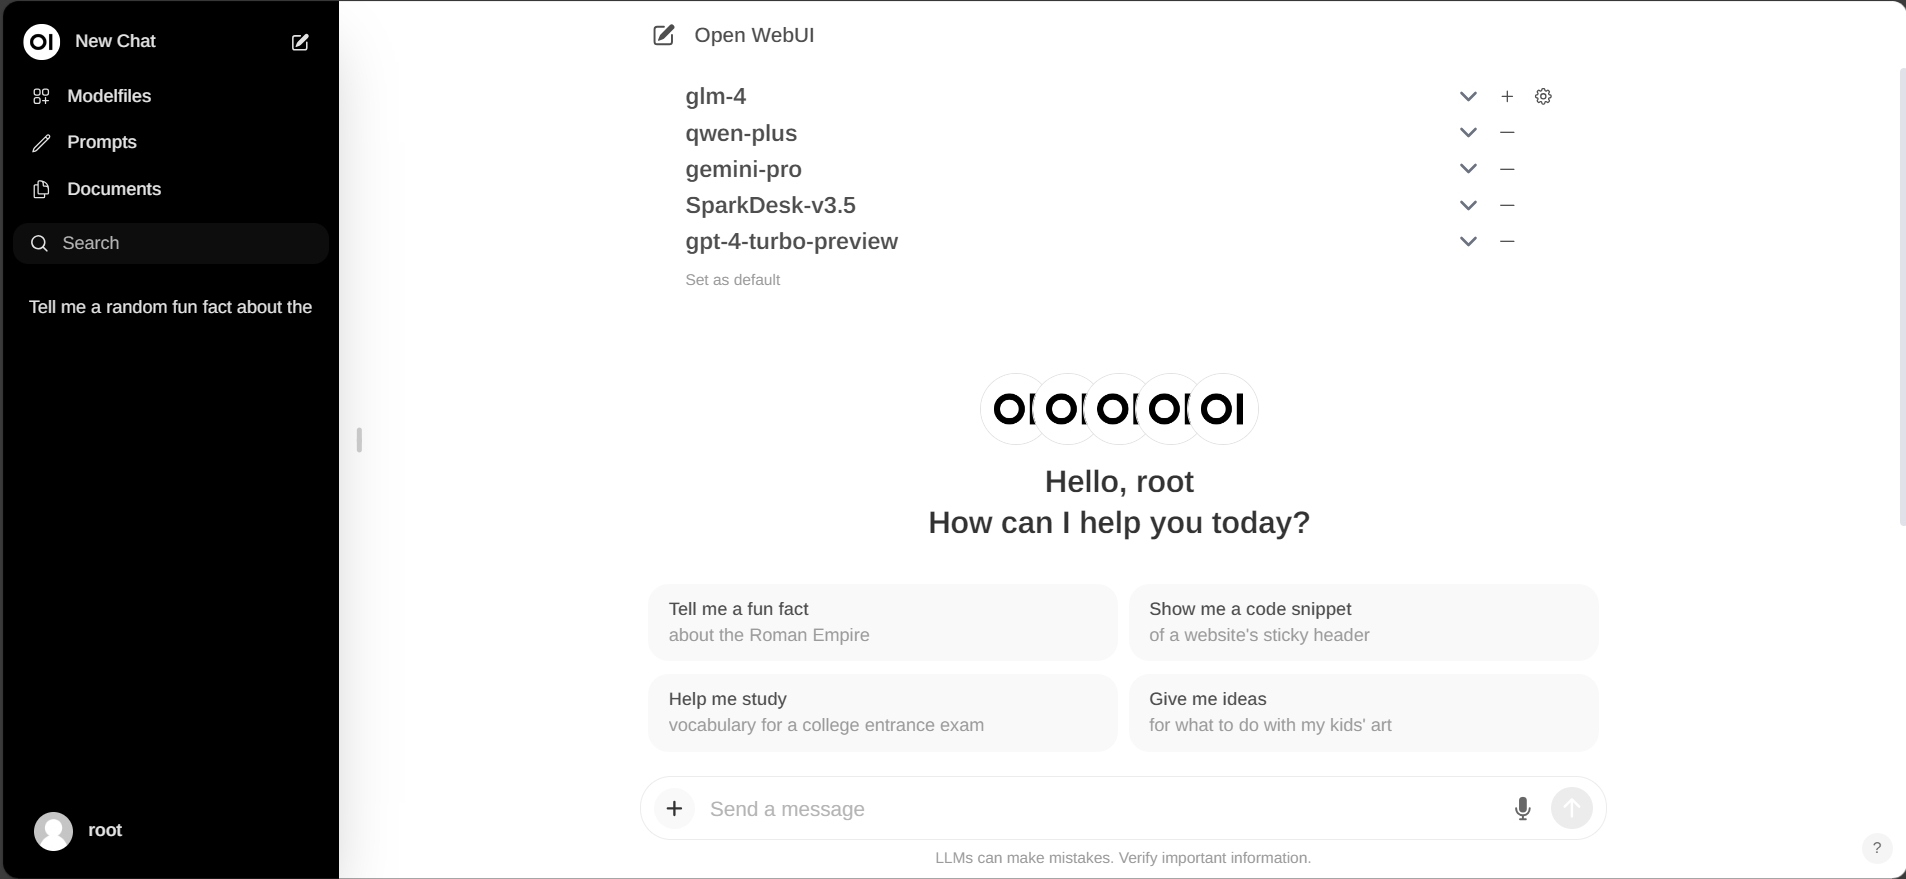 OI New Chat
Modelfiles
Prompts
Documents
Search
Tell me a random fun fact about the
root
Open WebUI
glm-4
qwen-plus
gemini-pro
SparkDesk-v3.5
gpt-4-turbo-preview
Set as default
OI OI OI OI OI
Hello, root
How can I help you today?
Tell me a fun fact
about the Roman Empire
Show me a code snippet
of a website's sticky header
Help me study
vocabulary for a college entrance exam
Give me ideas
for what to do with my kids' art
Send a message
LLMs can make mistakes. Verify important information.
?